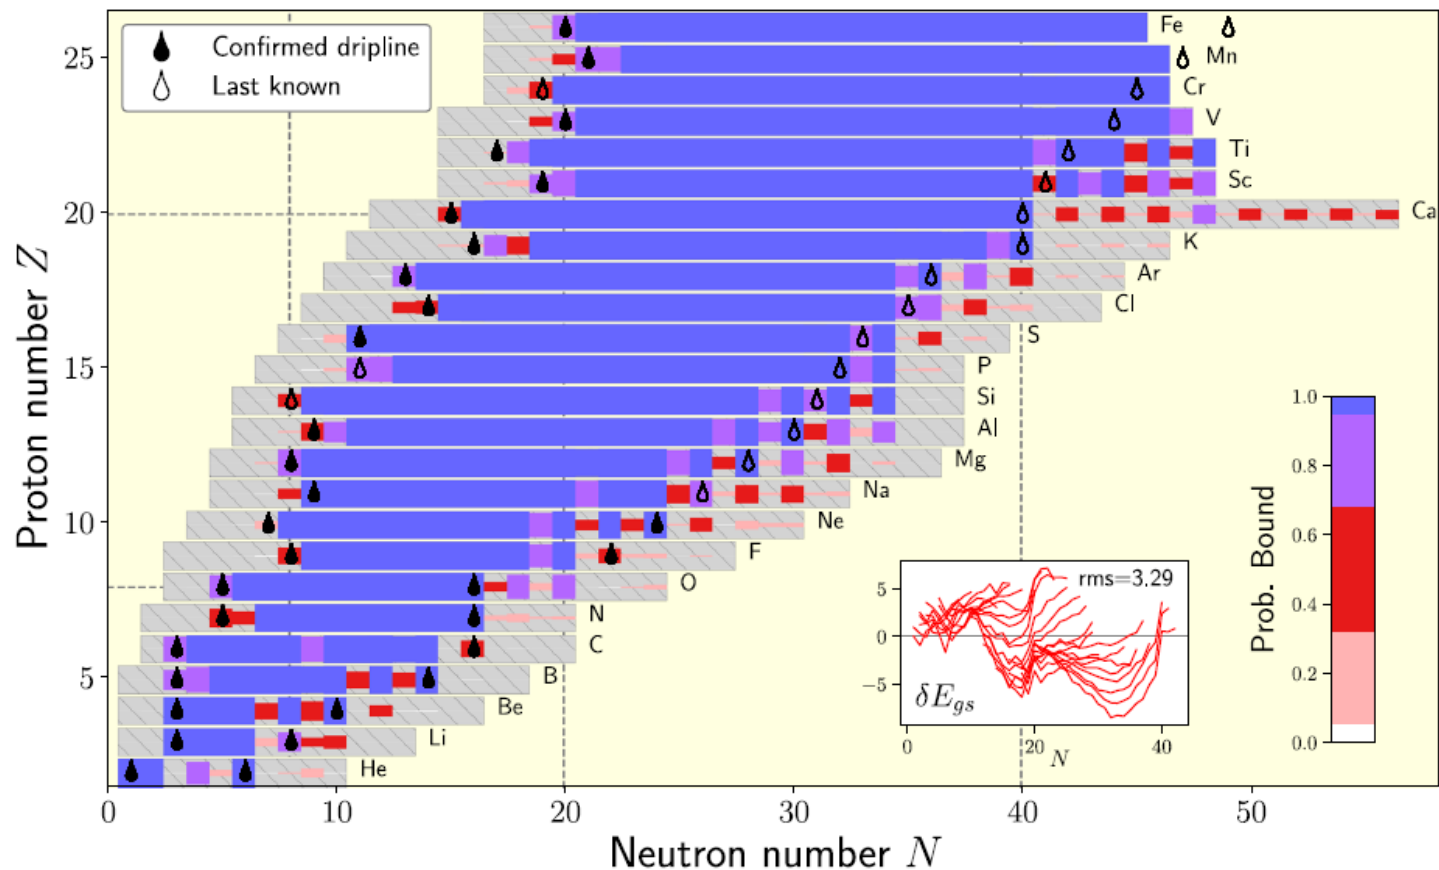 Confirmed dripline
Last known
Fe
Mn
Cr
V
Ti
Sc
Ca
K
Ar
Cl
S
P
Si
Al
Mg
Na
Ne
F
O
N
C
B
Be
Li
He
Proton number Z
25
20
15
10
5
0
10
20
30
40
50
Neutron number N
rms=3.29
5
0
−5
δE_gs
0
20
40
N
Prob. Bound
1.0
0.8
0.6
0.4
0.2
0.0